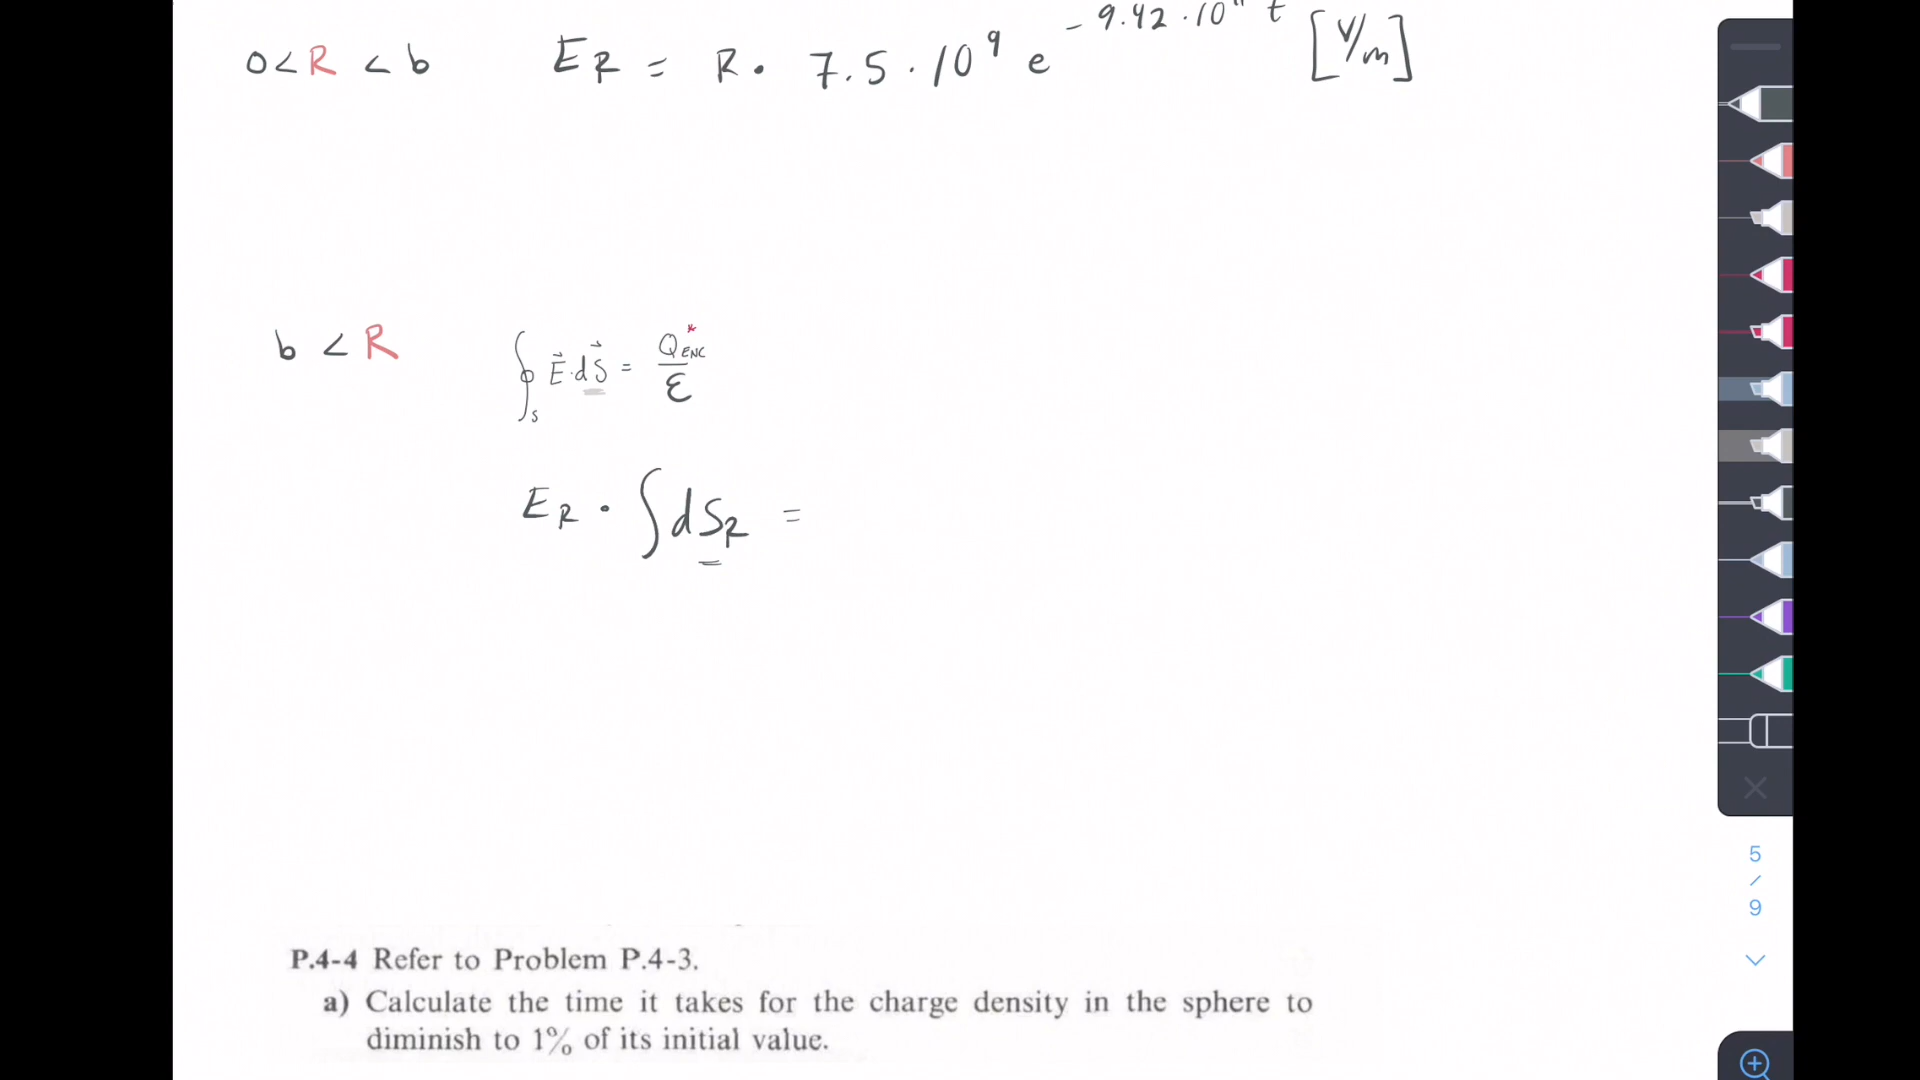 0<R<b E_R = R · 7.5 · 10^9 e^{-9.42 · 10^{11} t} [V/m]
b<R ∮_S E⃗ · dS⃗ = Q*_ENC / ε
E_R · ∫ dS_R =
P.4-4 Refer to Problem P.4-3.
a) Calculate the time it takes for the charge density in the sphere to
diminish to 1% of its initial value.
5
/
9